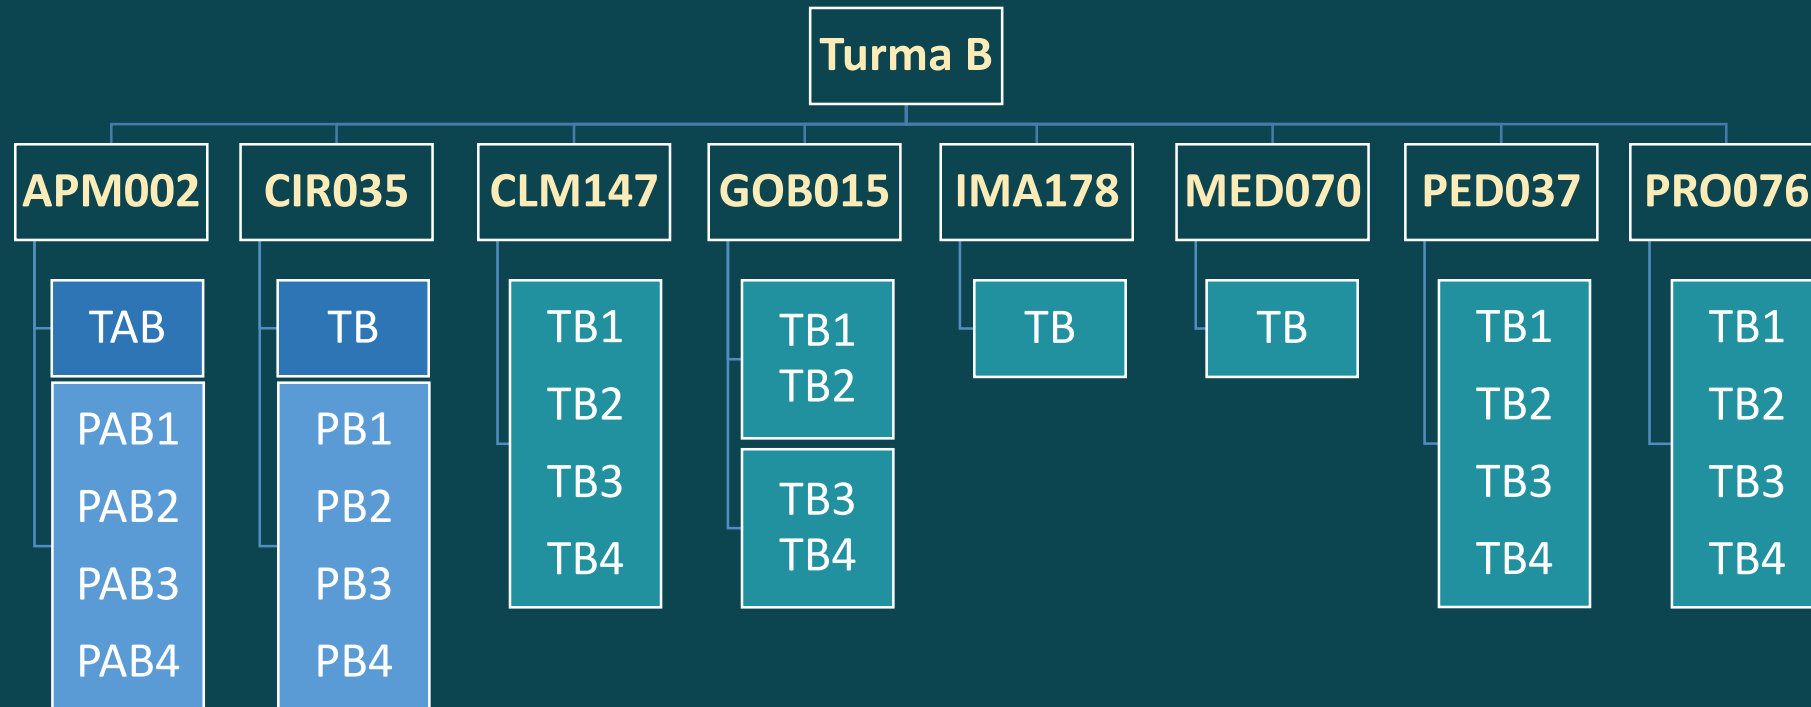 Turma B
APM002
TAB
PAB1
PAB2
PAB3
PAB4
CIR035
TB
PB1
PB2
PB3
PB4
CLM147
TB1
TB2
TB3
TB4
GOB015
TB1
TB2
TB3
TB4
IMA178
TB
MED070
TB
PED037
TB1
TB2
TB3
TB4
PRO076
TB1
TB2
TB3
TB4